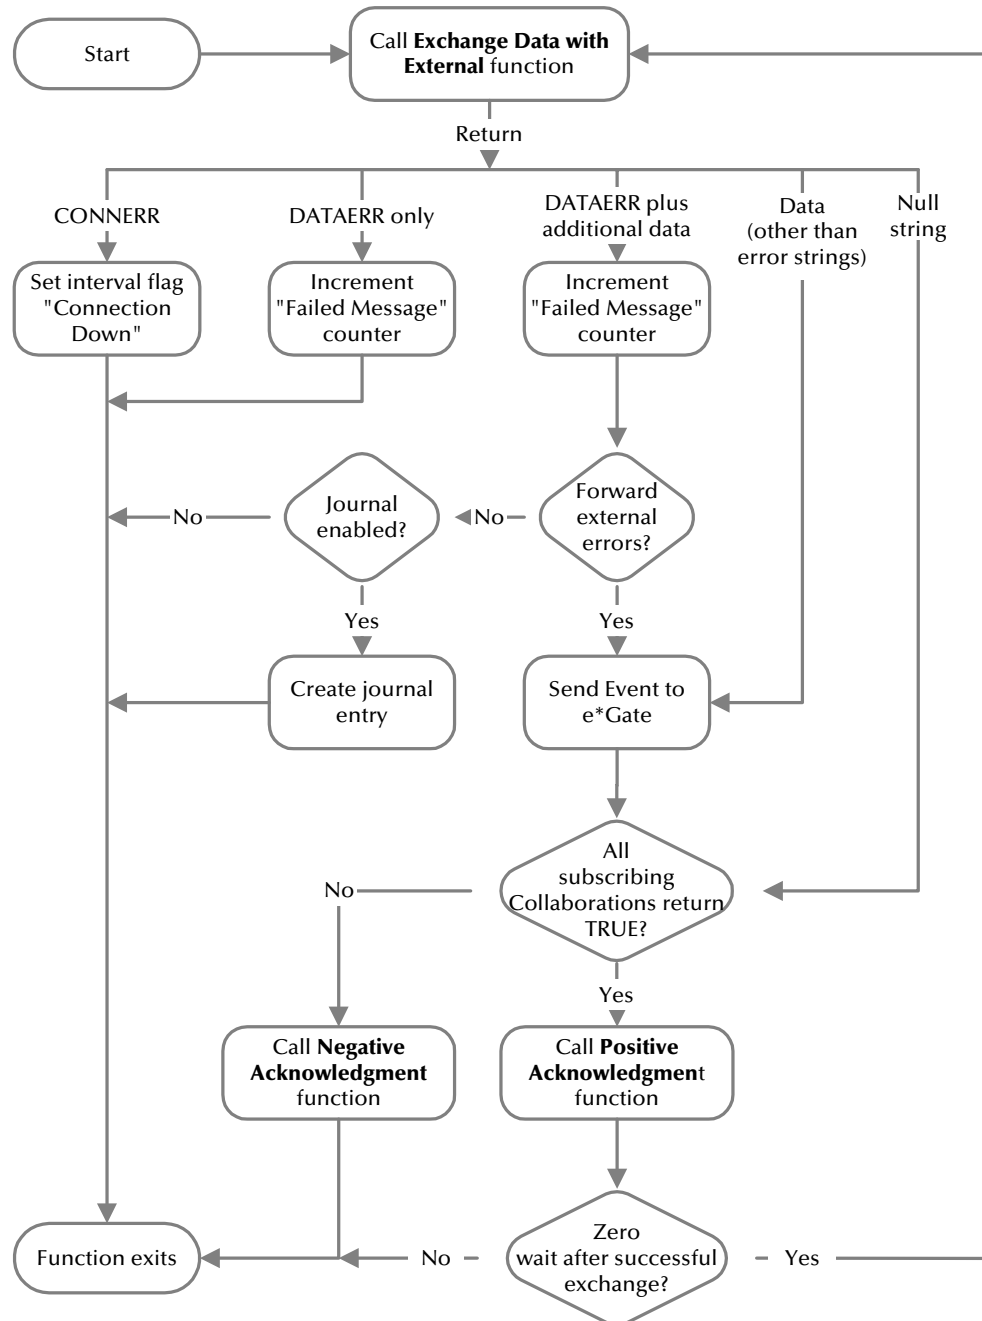 Start
Call Exchange Data with
External function
Return
CONNERR
DATAERR only
DATAERR plus
additional data
Data
(other than
error strings)
Null
string
Set interval flag
"Connection
Down"
Increment
"Failed Message"
counter
Increment
"Failed Message"
counter
Forward
external
errors?
No
Journal
enabled?
No
Yes
Yes
Create journal
entry
Send Event to
e*Gate
All
subscribing
Collaborations return
TRUE?
No
Yes
Call Negative
Acknowledgment
function
Call Positive
Acknowledgment
function
Zero
wait after successful
exchange?
No
Yes
Function exits